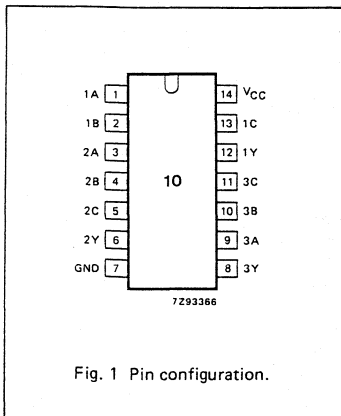 1A 1 14 VCC
1B 2 13 1C
2A 3 12 1Y
2B 4 10 11 3C
2C 5 10 3B
2Y 6 9 3A
GND 7 8 3Y
7Z93366
Fig. 1 Pin configuration.